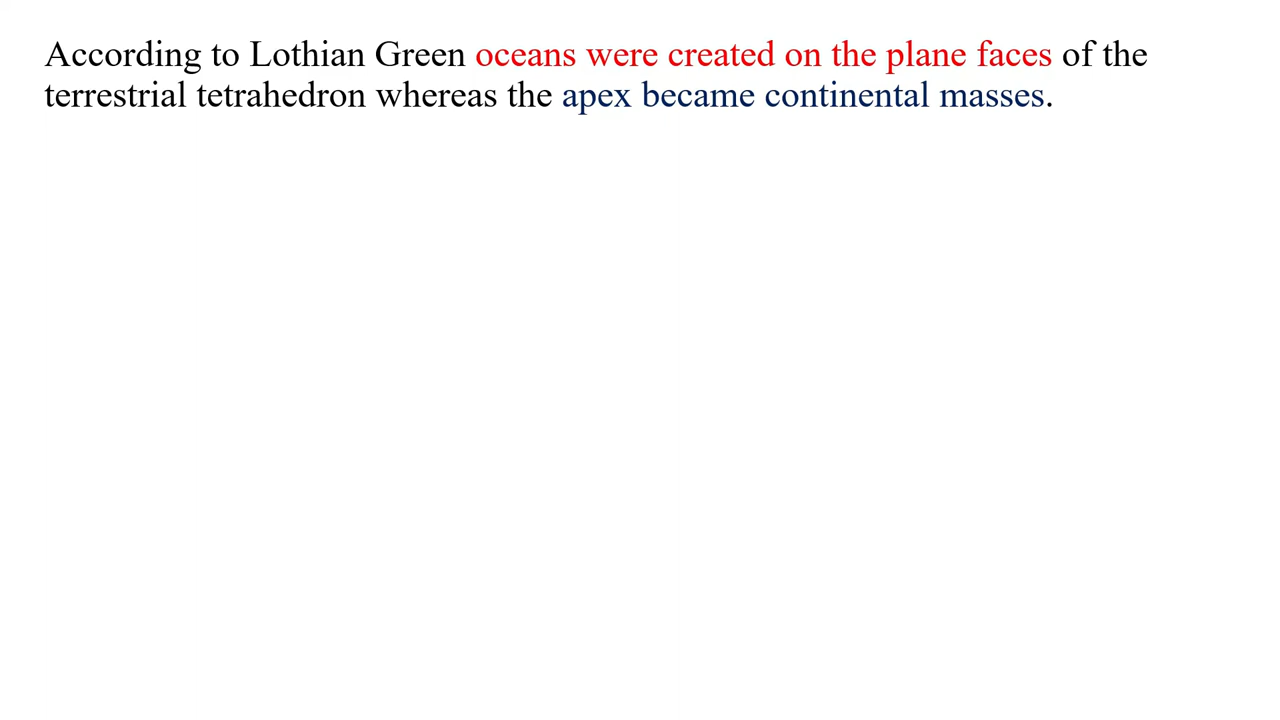 According to Lothian Green oceans were created on the plane faces of the
terrestrial tetrahedron whereas the apex became continental masses.